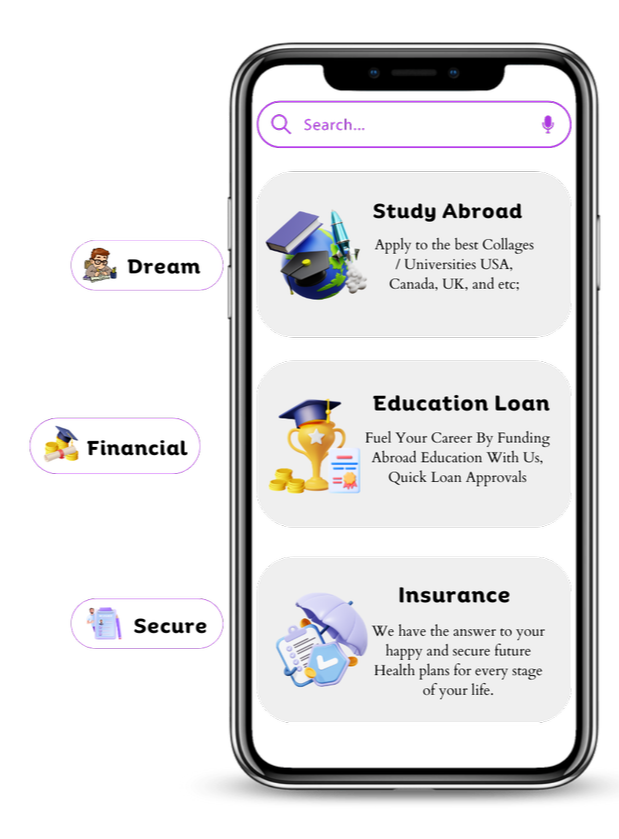 Search...
Study Abroad
Apply to the best Collages
/ Universities USA,
Canada, UK, and etc;
Dream
Education Loan
Fuel Your Career By Funding
Abroad Education With Us,
Quick Loan Approvals
Financial
Insurance
We have the answer to your
happy and secure future
Health plans for every stage
of your life.
Secure